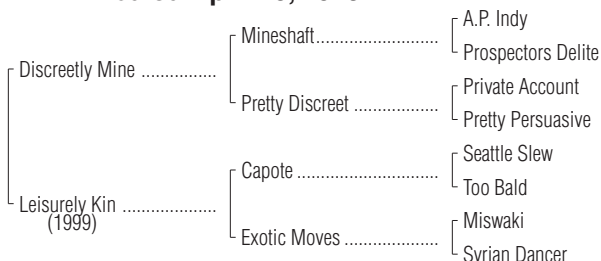 A.P. Indy
Mineshaft
Prospectors Delite
Discreetly Mine
Private Account
Pretty Discreet
Pretty Persuasive
Seattle Slew
Capote
Too Bald
Leisurely Kin
(1999)
Miswaki
Exotic Moves
Syrian Dancer